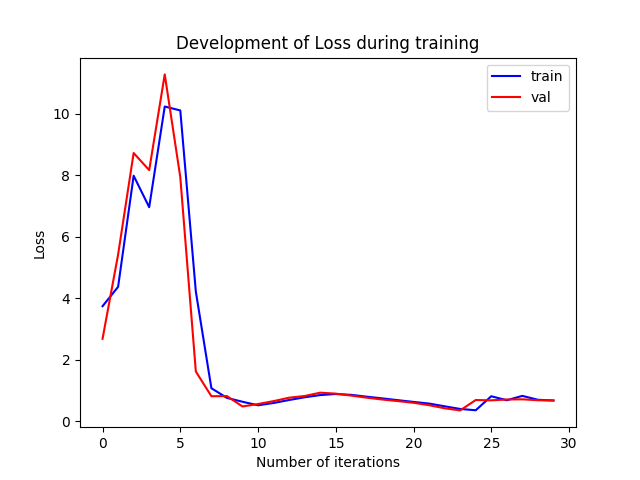 Development of Loss during training
train
val
10
8
6
4
2
0
Loss
0 5 10 15 20 25 30
Number of iterations